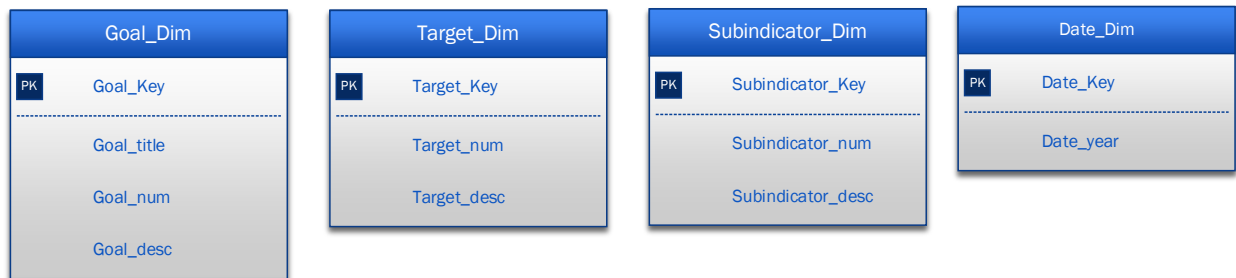 Goal_Dim
PK Goal_Key
Goal_title
Goal_num
Goal_desc
Target_Dim
PK Target_Key
Target_num
Target_desc
Subindicator_Dim
PK Subindicator_Key
Subindicator_num
Subindicator_desc
Date_Dim
PK Date_Key
Date_year